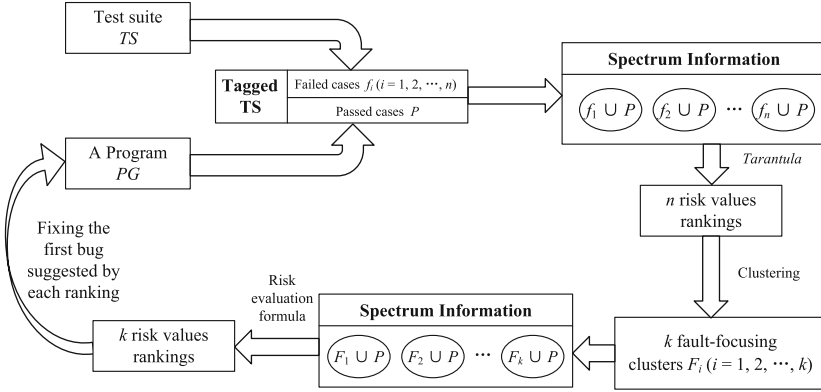 Test suite
TS
Tagged
TS
Failed cases fi (i = 1, 2, ···, n)
Passed cases P
Spectrum Information
f1 ∪ P
f2 ∪ P
···
fn ∪ P
A Program
PG
Tarantula
n risk values
rankings
Clustering
k fault-focusing
clusters Fi (i = 1, 2, ···, k)
Spectrum Information
F1 ∪ P
F2 ∪ P
···
Fk ∪ P
Risk
evaluation
formula
k risk values
rankings
Fixing the
first bug
suggested by
each ranking